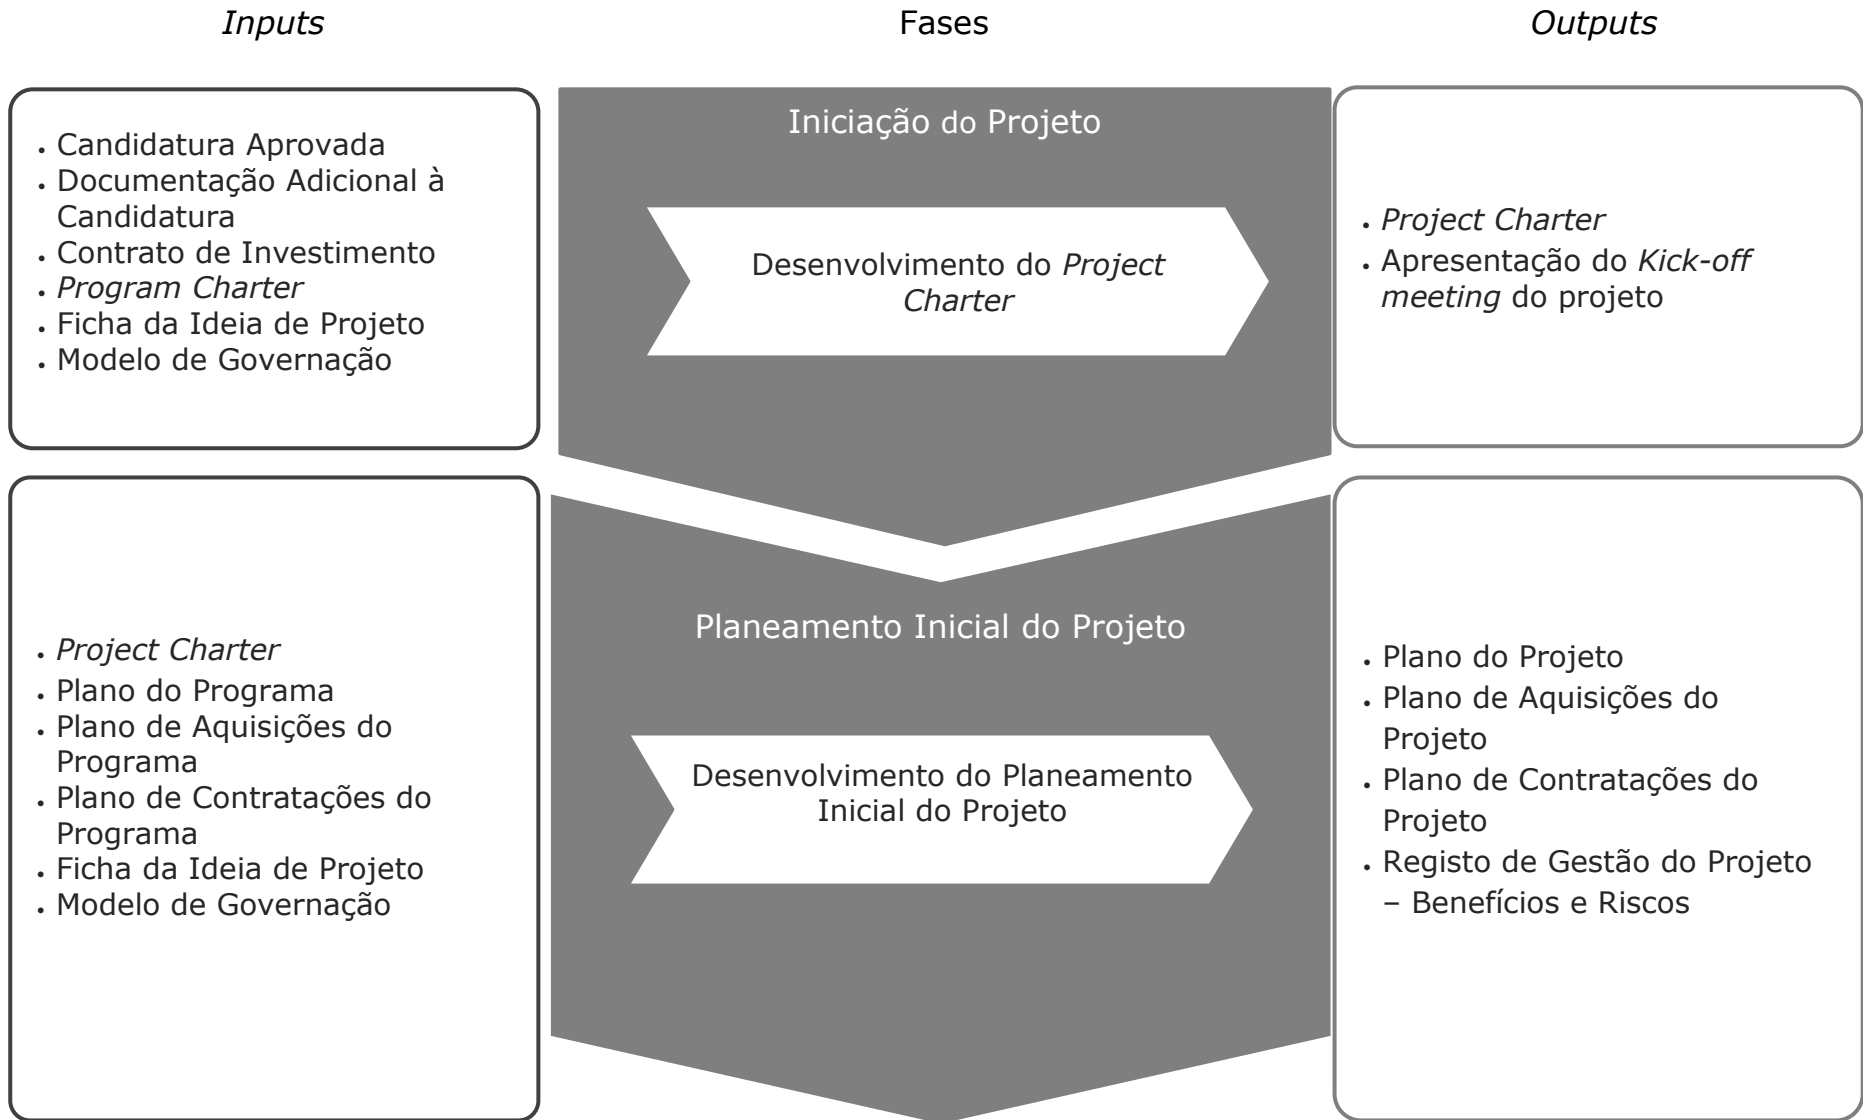 Inputs
Fases
Outputs
• Candidatura Aprovada
• Documentação Adicional à
Candidatura
• Contrato de Investimento
• Program Charter
• Ficha da Ideia de Projeto
• Modelo de Governação
Iniciação do Projeto
Desenvolvimento do Project
Charter
• Project Charter
• Apresentação do Kick-off
meeting do projeto
• Project Charter
• Plano do Programa
• Plano de Aquisições do
Programa
• Plano de Contratações do
Programa
• Ficha da Ideia de Projeto
• Modelo de Governação
Planeamento Inicial do Projeto
Desenvolvimento do Planeamento
Inicial do Projeto
• Plano do Projeto
• Plano de Aquisições do
Projeto
• Plano de Contratações do
Projeto
• Registo de Gestão do Projeto
– Benefícios e Riscos